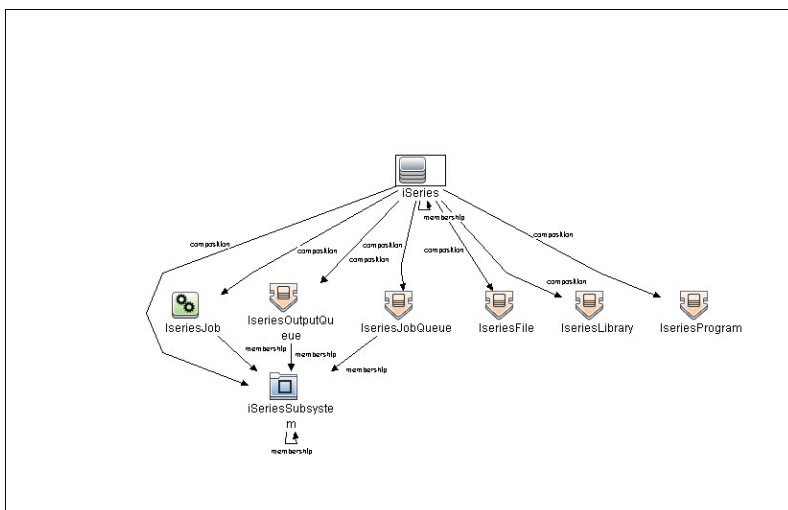 iSeries
membership
composition
composition
composition
composition
composition
composition
composition
IseriesJob
IseriesOutputQu
eue
IseriesJobQueue
IseriesFile
IseriesLibrary
IseriesProgram
membership
membership
membership
iSeriesSubsyste
m
membership